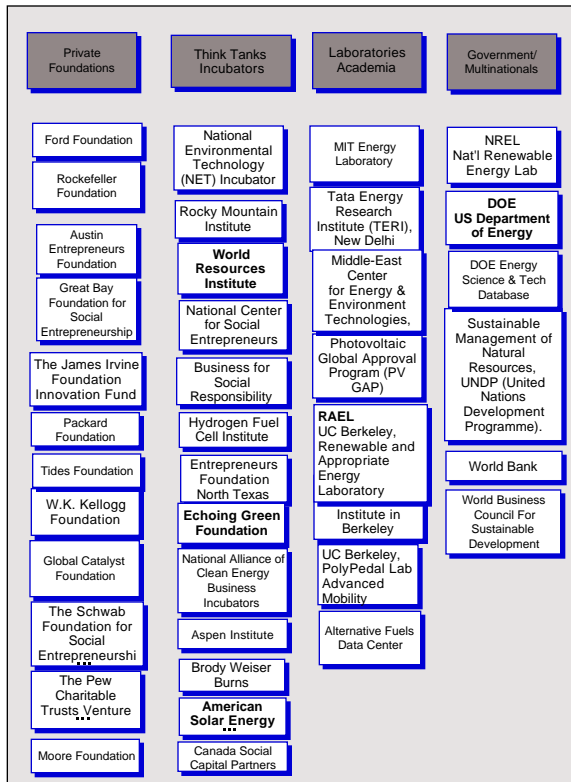 Private
Foundations
Ford Foundation
Rockefeller
Foundation
Austin
Entrepreneurs
Foundation
Great Bay
Foundation for
Social
Entrepreneurship
The James Irvine
Foundation
Innovation Fund
Packard
Foundation
Tides Foundation
W.K. Kellogg
Foundation
Global Catalyst
Foundation
The Schwab
Foundation for
Social
Entrepreneurshi
...
The Pew
Charitable
Trusts Venture
...
Moore Foundation
Think Tanks
Incubators
National
Environmental
Technology
(NET) Incubator
Rocky Mountain
Institute
World
Resources
Institute
National Center
for Social
Entrepreneurs
Business for
Social
Responsibility
Hydrogen Fuel
Cell Institute
Entrepreneurs
Foundation
North Texas
Echoing Green
Foundation
National Alliance of
Clean Energy
Business
Incubators
Aspen Institute
Brody Weiser
Burns
American
Solar Energy
...
Canada Social
Capital Partners
Laboratories
Academia
MIT Energy
Laboratory
Tata Energy
Research
Institute (TERI),
New Delhi
Middle-East
Center
for Energy &
Environment
Technologies,
Photovoltaic
Global Approval
Program (PV
GAP)
RAEL
UC Berkeley,
Renewable and
Appropriate
Energy
Laboratory
Institute in
Berkeley
UC Berkeley,
PolyPedal Lab
Advanced
Mobility
Alternative Fuels
Data Center
Government/
Multinationals
NREL
Nat'l Renewable
Energy Lab
DOE
US Department
of Energy
DOE Energy
Science & Tech
Database
Sustainable
Management of
Natural
Resources,
UNDP (United
Nations
Development
Programme).
World Bank
World Business
Council For
Sustainable
Development